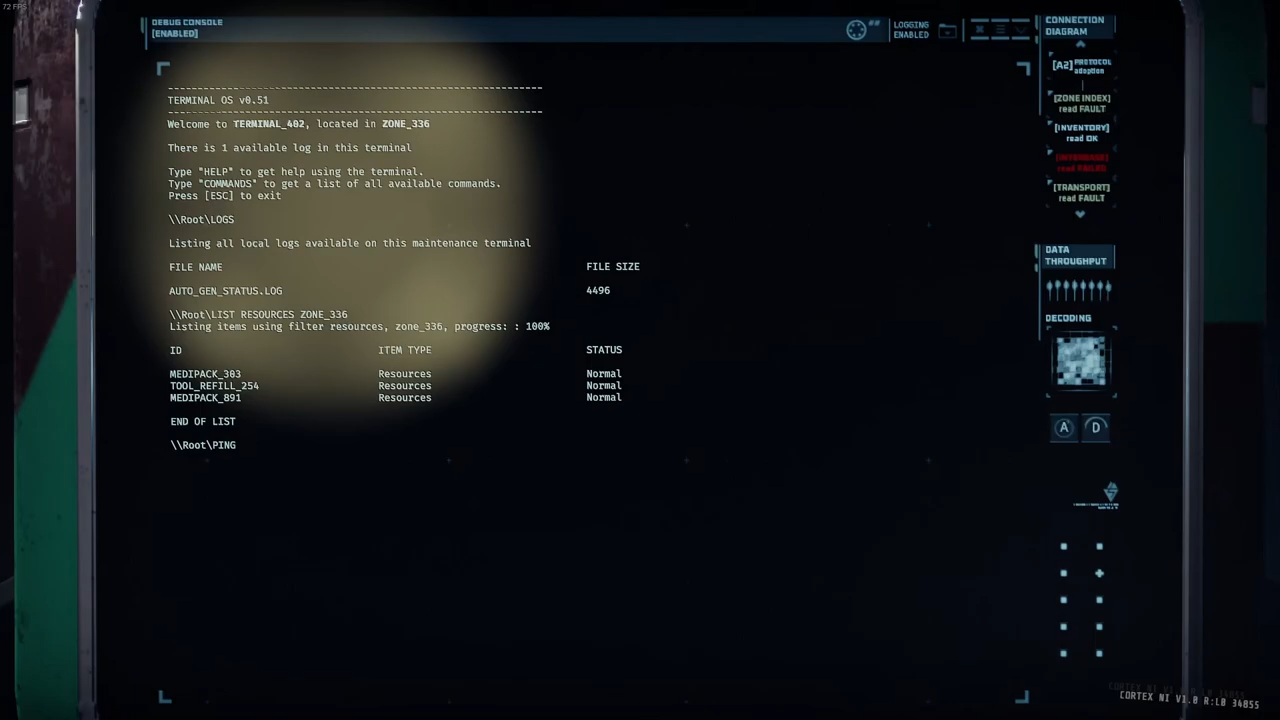 72 FPS
DEBUG CONSOLE
[ENABLED]
LOGGING
ENABLED
CONNECTION
DIAGRAM
[A2] PROTOCOL
adaption
[ZONE INDEX]
read FAULT
[INVENTORY]
read OK
read FAILED
[TRANSPORT]
read FAULT
DATA
THROUGHPUT
DECODING
A D
------------------------------------------------------------
TERMINAL OS v0.51
------------------------------------------------------------
Welcome to TERMINAL_402, located in ZONE_336
There is 1 available log in this terminal
Type "HELP" to get help using the terminal.
Type "COMMANDS" to get a list of all available commands.
Press [ESC] to exit
\\Root\LOGS
Listing all local logs available on this maintenance terminal
FILE NAME FILE SIZE
AUTO_GEN_STATUS.LOG 4496
\\Root\LIST RESOURCES ZONE_336
Listing items using filter resources, zone_336, progress: : 100%
ID ITEM TYPE STATUS
MEDIPACK_303 Resources Normal
TOOL_REFILL_254 Resources Normal
MEDIPACK_891 Resources Normal
END OF LIST
\\Root\PING
CORTEX NI V1.0 R:L0 34855